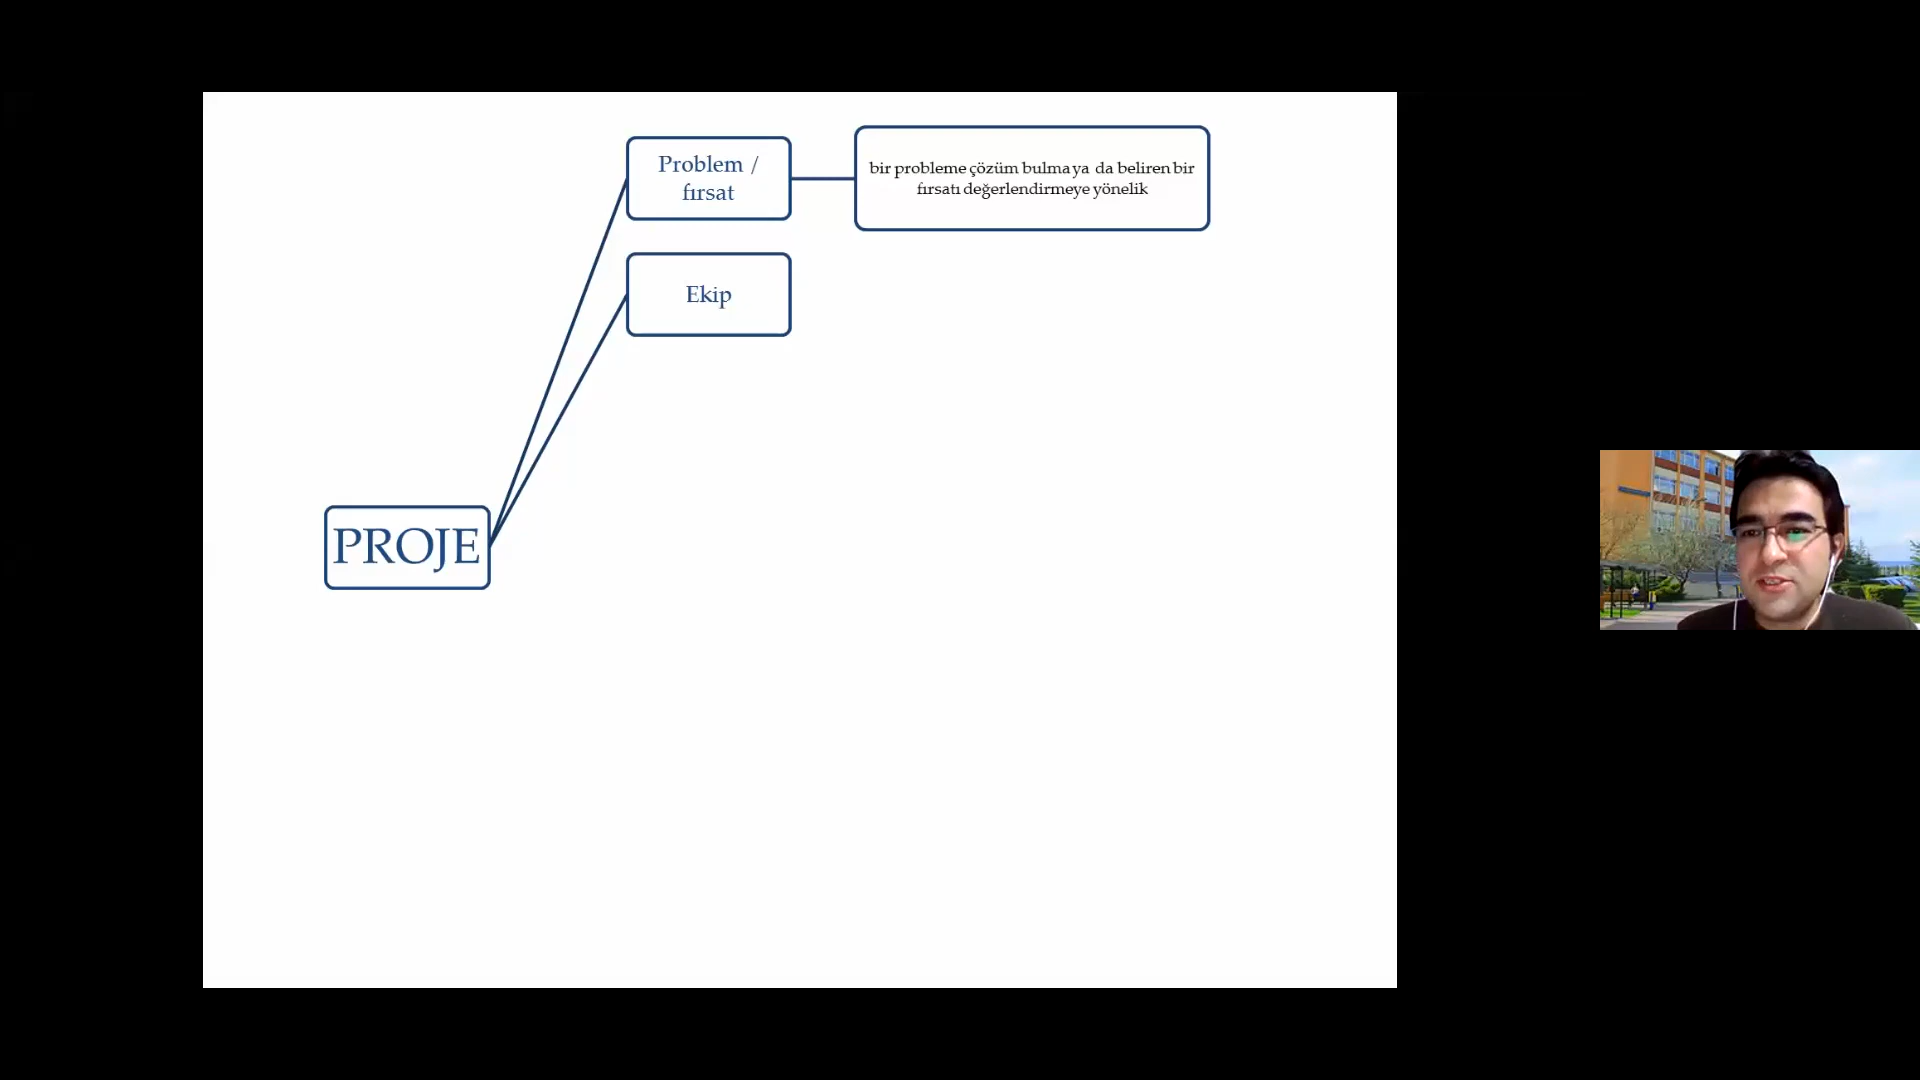 Problem /
fırsat
bir probleme çözüm bulma ya da beliren bir
fırsatı değerlendirmeye yönelik
Ekip
PROJE